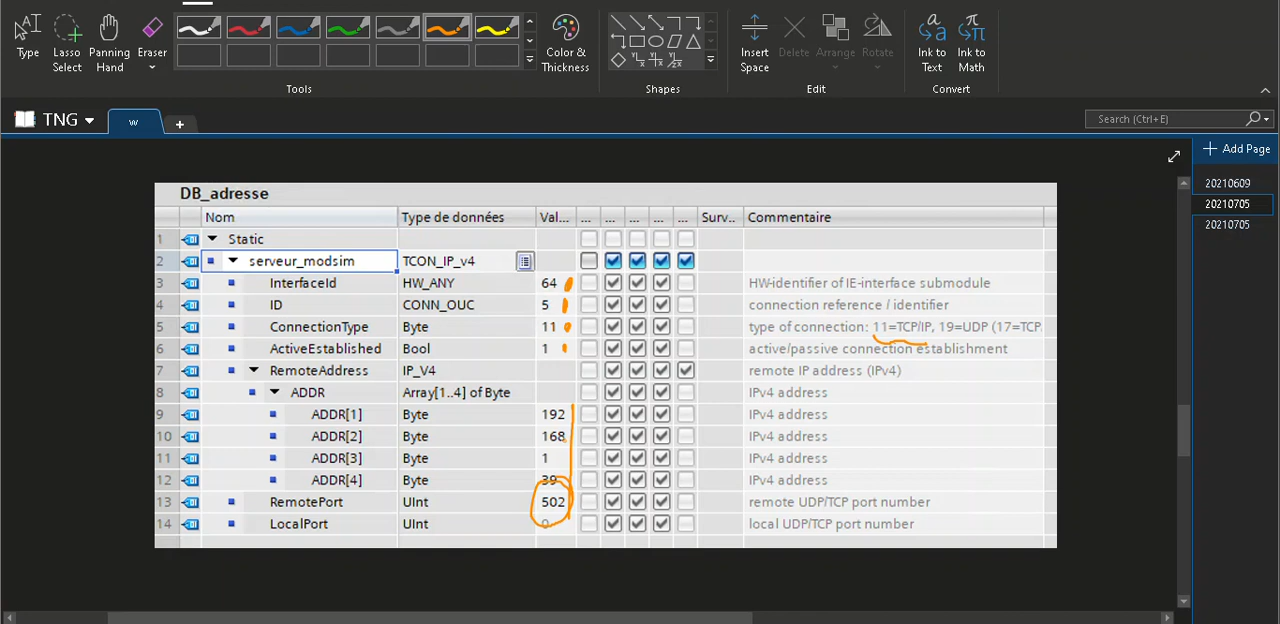 Type
Lasso Select
Panning Hand
Eraser
Color & Thickness
Insert Space
Delete
Arrange
Rotate
Ink to Text
Ink to Math
Tools
Shapes
Edit
Convert
TNG
w
Search (Ctrl+E)
Add Page
20210609
20210705
20210705
DB_adresse
Nom Type de données Val... ... ... ... ... ... Surv.. Commentaire
1 Static
2 serveur_modsim TCON_IP_v4
3 InterfaceId HW_ANY 64 HW-identifier of IE-interface submodule
4 ID CONN_OUC 5 connection reference / identifier
5 ConnectionType Byte 11 type of connection: 11=TCP/IP, 19=UDP (17=TCP.
6 ActiveEstablished Bool 1 active/passive connection establishment
7 RemoteAddress IP_V4 remote IP address (IPv4)
8 ADDR Array[1..4] of Byte IPv4 address
9 ADDR[1] Byte 192 IPv4 address
10 ADDR[2] Byte 168 IPv4 address
11 ADDR[3] Byte 1 IPv4 address
12 ADDR[4] Byte 39 IPv4 address
13 RemotePort UInt 502 remote UDP/TCP port number
14 LocalPort UInt 0 local UDP/TCP port number